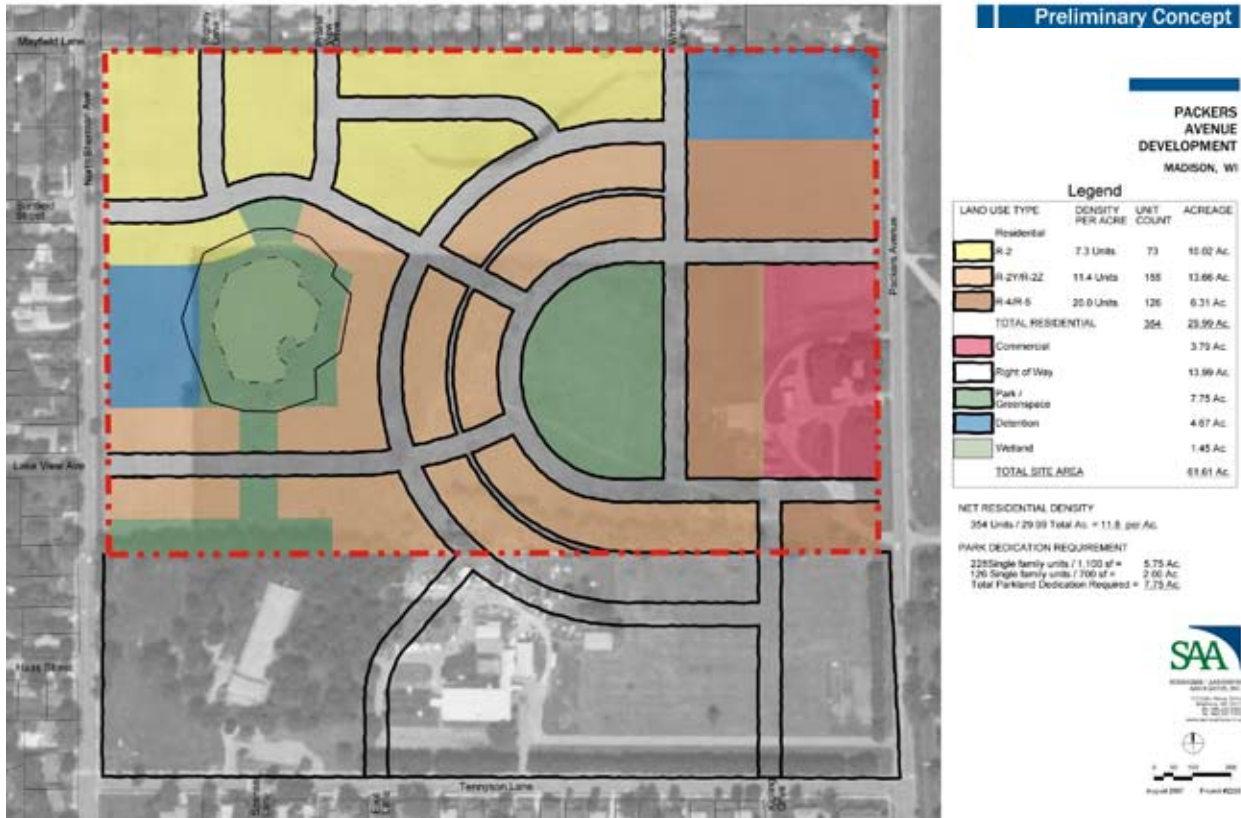 Preliminary Concept
PACKERS
AVENUE
DEVELOPMENT
MADISON, WI
Legend
LAND USE TYPE DENSITY PER ACRE UNIT COUNT ACREAGE
Residential
R-2 7.3 Units 73 10.02 Ac.
R-2Y/R-2Z 11.4 Units 155 13.66 Ac.
R-4/R-5 20.0 Units 126 6.31 Ac.
TOTAL RESIDENTIAL 354 29.99 Ac.
Commercial 3.79 Ac.
Right of Way 13.99 Ac.
Park /
Greenspace 7.75 Ac.
Detention 4.67 Ac.
Wetland 1.45 Ac.
TOTAL SITE AREA 61.61 Ac.
NET RESIDENTIAL DENSITY
354 Units / 29.99 Total Ac. = 11.8 per Ac.
PARK DEDICATION REQUIREMENT
228Single family units / 1,100 sf = 5.75 Ac.
126 Single family units / 700 sf = 2.00 Ac.
Total Parkland Dedication Required = 7.75 Ac.
SAA
August 2007
Mayfield Lane
North Sherman Ave
Packers Avenue
Lake View Ave
Tennyson Lane